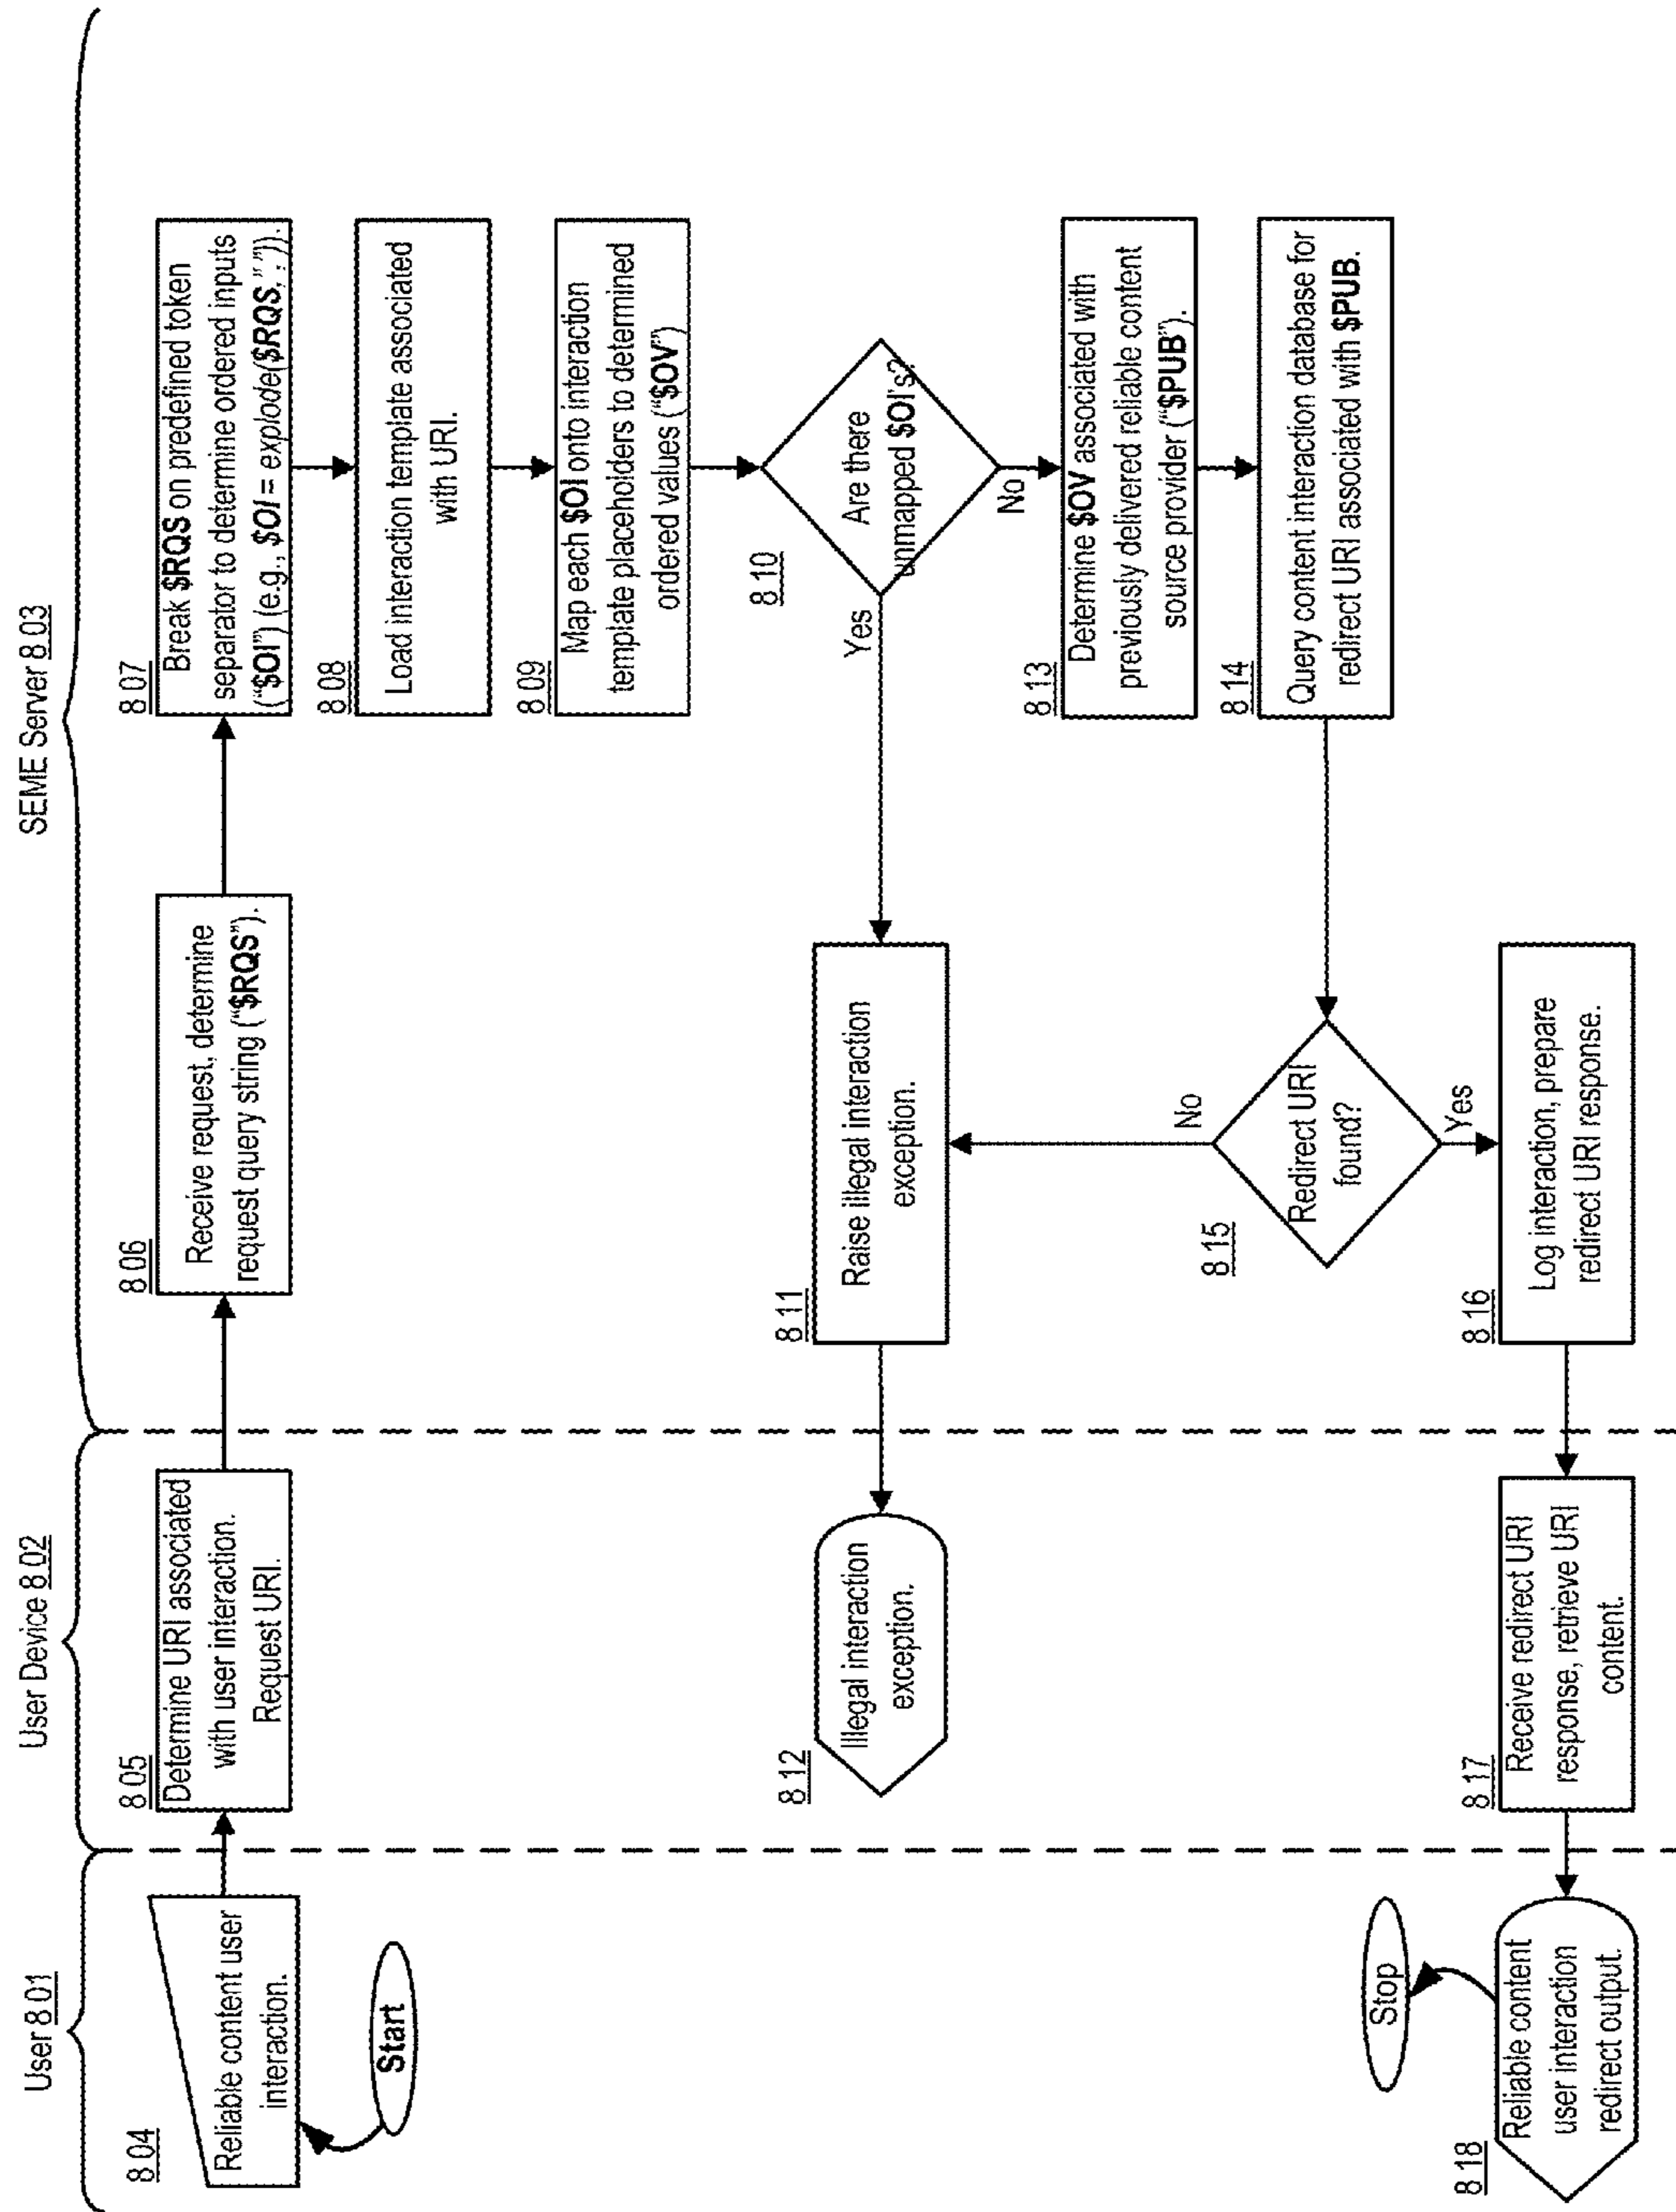 User 8 01
User Device 8 02
SEME Server 8 03
8 04
Reliable content user
interaction.
Start
8 05
Determine URI associated
with user interaction.
Request URI.
8 06
Receive request, determine
request query string (“$RQS”).
8 07
Break $RQS on predefined token
separator to determine ordered inputs
(“$OI”) (e.g., $OI = explode($RQS, “,”)).
8 08
Load interaction template associated
with URI.
8 09
Map each $OI onto interaction
template placeholders to determined
ordered values (“$OV”)
8 10
Are there
unmapped $OI's?
Yes
No
8 11
Raise illegal interaction
exception.
8 12
Illegal interaction
exception.
8 13
Determine $OV associated with
previously delivered reliable content
source provider (“$PUB”).
8 14
Query content interaction database for
redirect URI associated with $PUB.
8 15
Redirect URI
found?
No
Yes
8 16
Log interaction, prepare
redirect URI response.
8 17
Receive redirect URI
response, retrieve URI
content.
8 18
Reliable content
user interaction
redirect output.
Stop